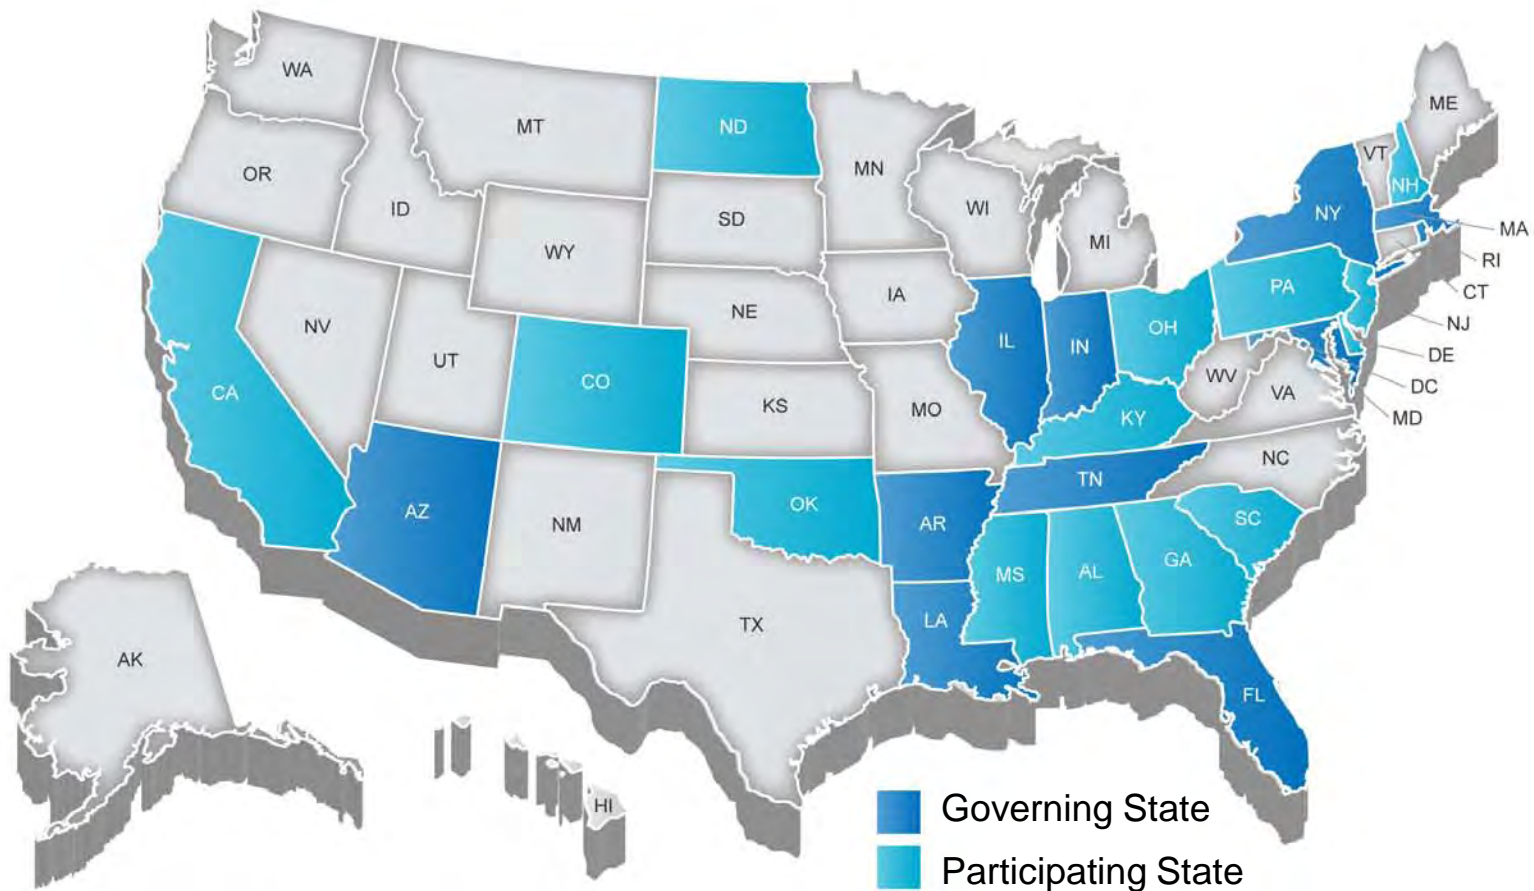 WA
MT
ND
MN
ME
VT
NH
OR
ID
SD
WI
MI
NY
MA
WY
RI
IA
PA
CT
NV
NE
OH
NJ
UT
IL
IN
DE
CA
CO
WV
VA
DC
KS
MO
KY
MD
NC
TN
AZ
NM
OK
AR
SC
GA
MS
AL
LA
TX
AK
FL
HI
Governing State
Participating State